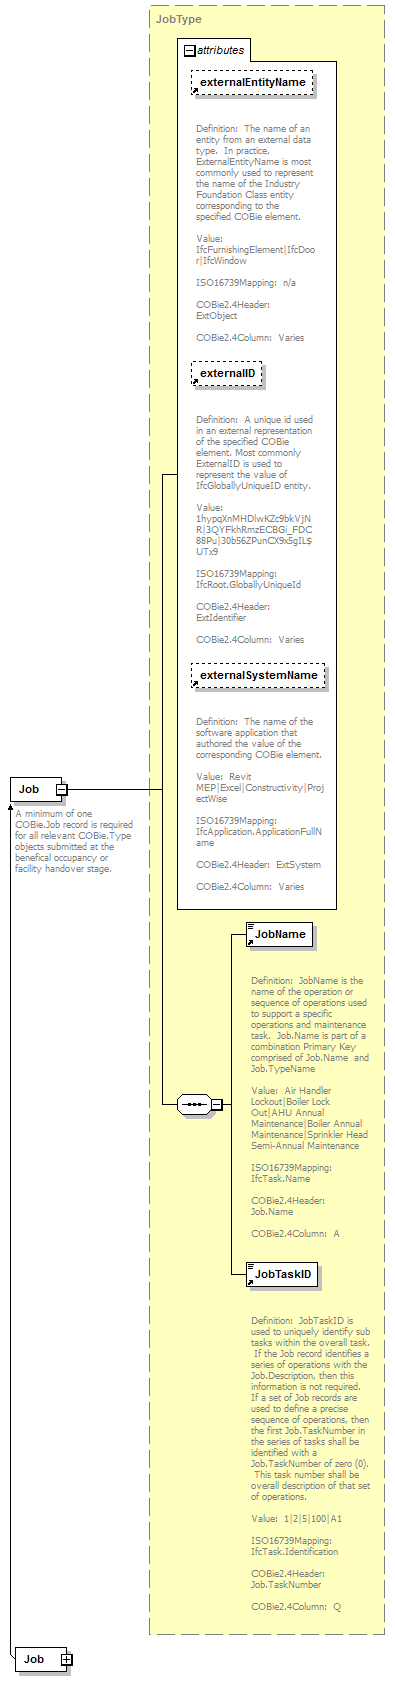 JobType
attributes
externalEntityName
Definition:  The name of an
entity from an external data
type.  In practice,
ExternalEntityName is most
commonly used to represent
the name of the Industry
Foundation Class entity
corresponding to the
specified COBie element.
Value:
IfcFurnishingElement|IfcDoo
r|IfcWindow
ISO16739Mapping:  n/a
COBie2.4Header:
ExtObject
COBie2.4Column:  Varies
externalID
Definition:  A unique id used
in an external representation
of the specified COBie
element. Most commonly
ExternalID is used to
represent the value of
IfcGloballyUniqueID entity.
Value:
1hypqXnMHDlwKZc9bkVjN
R|3QYFkhRmzECBGi_FDC
88Pu|30b56ZPunCX9x5gIL$
UTx9
ISO16739Mapping:
IfcRoot.GloballyUniqueId
COBie2.4Header:
ExtIdentifier
COBie2.4Column:  Varies
externalSystemName
Definition:  The name of the
software application that
authored the value of the
corresponding COBie element.
Value:  Revit
MEP|Excel|Constructivity|Proj
ectWise
ISO16739Mapping:
IfcApplication.ApplicationFullN
ame
COBie2.4Header:  ExtSystem
COBie2.4Column:  Varies
Job
A minimum of one
COBie.Job record is required
for all relevant COBie.Type
objects submitted at the
benefical occupancy or
facility handover stage.
JobName
Definition:  JobName is the
name of the operation or
sequence of operations used
to support a specific
operations and maintenance
task.  Job.Name is part of a
combination Primary Key
comprised of Job.Name  and
Job.TypeName
Value:  Air Handler
Lockout|Boiler Lock
Out|AHU Annual
Maintenance|Boiler Annual
Maintenance|Sprinkler Head
Semi-Annual Maintenance
ISO16739Mapping:
IfcTask.Name
COBie2.4Header:
Job.Name
COBie2.4Column:  A
JobTaskID
Definition:  JobTaskID is
used to uniquely identify sub
tasks within the overall task.
If the Job record identifies a
series of operations with the
Job.Description, then this
information is not required.
If a set of Job records are
used to define a precise
sequence of operations, then
the first Job.TaskNumber in
the series of tasks shall be
identified with a
Job.TaskNumber of zero (0).
This task number shall be
overall description of that set
of operations.
Value:  1|2|5|100|A1
ISO16739Mapping:
IfcTask.Identification
COBie2.4Header:
Job.TaskNumber
COBie2.4Column:  Q
Job